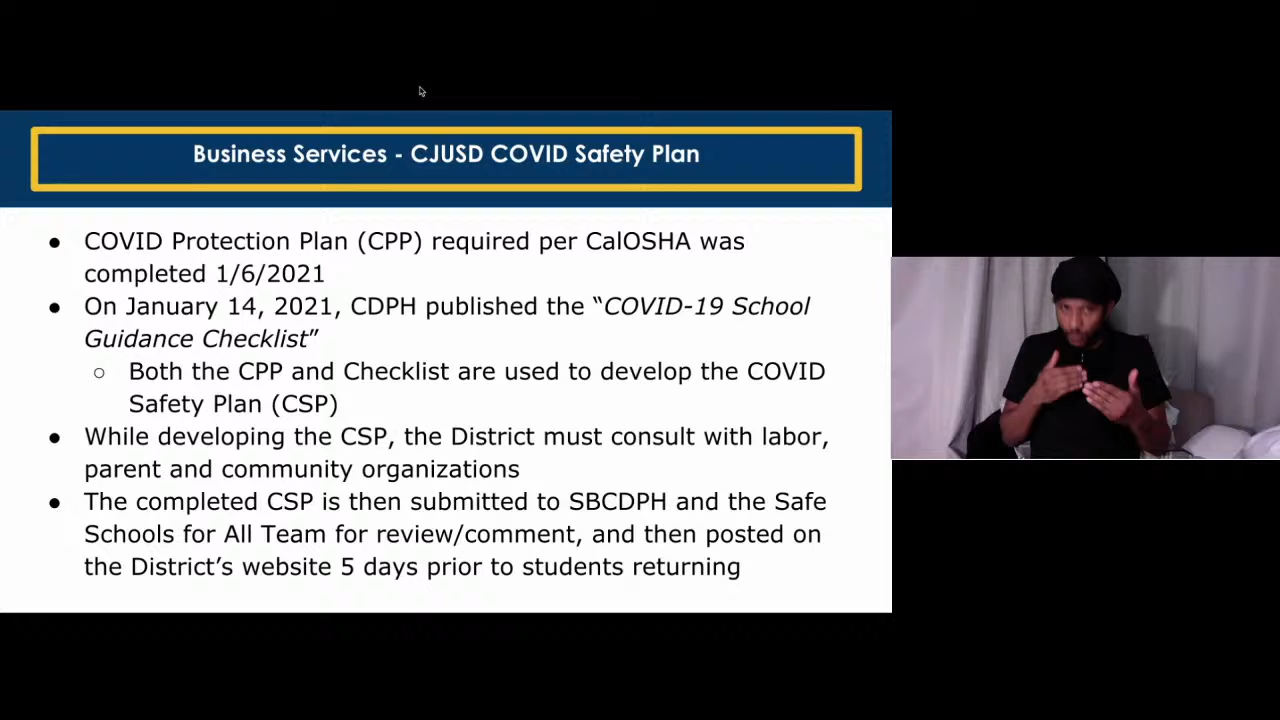 Business Services - CJUSD COVID Safety Plan
● COVID Protection Plan (CPP) required per CalOSHA was
completed 1/6/2021
● On January 14, 2021, CDPH published the “COVID-19 School
Guidance Checklist”
○ Both the CPP and Checklist are used to develop the COVID
Safety Plan (CSP)
● While developing the CSP, the District must consult with labor,
parent and community organizations
● The completed CSP is then submitted to SBCDPH and the Safe
Schools for All Team for review/comment, and then posted on
the District’s website 5 days prior to students returning